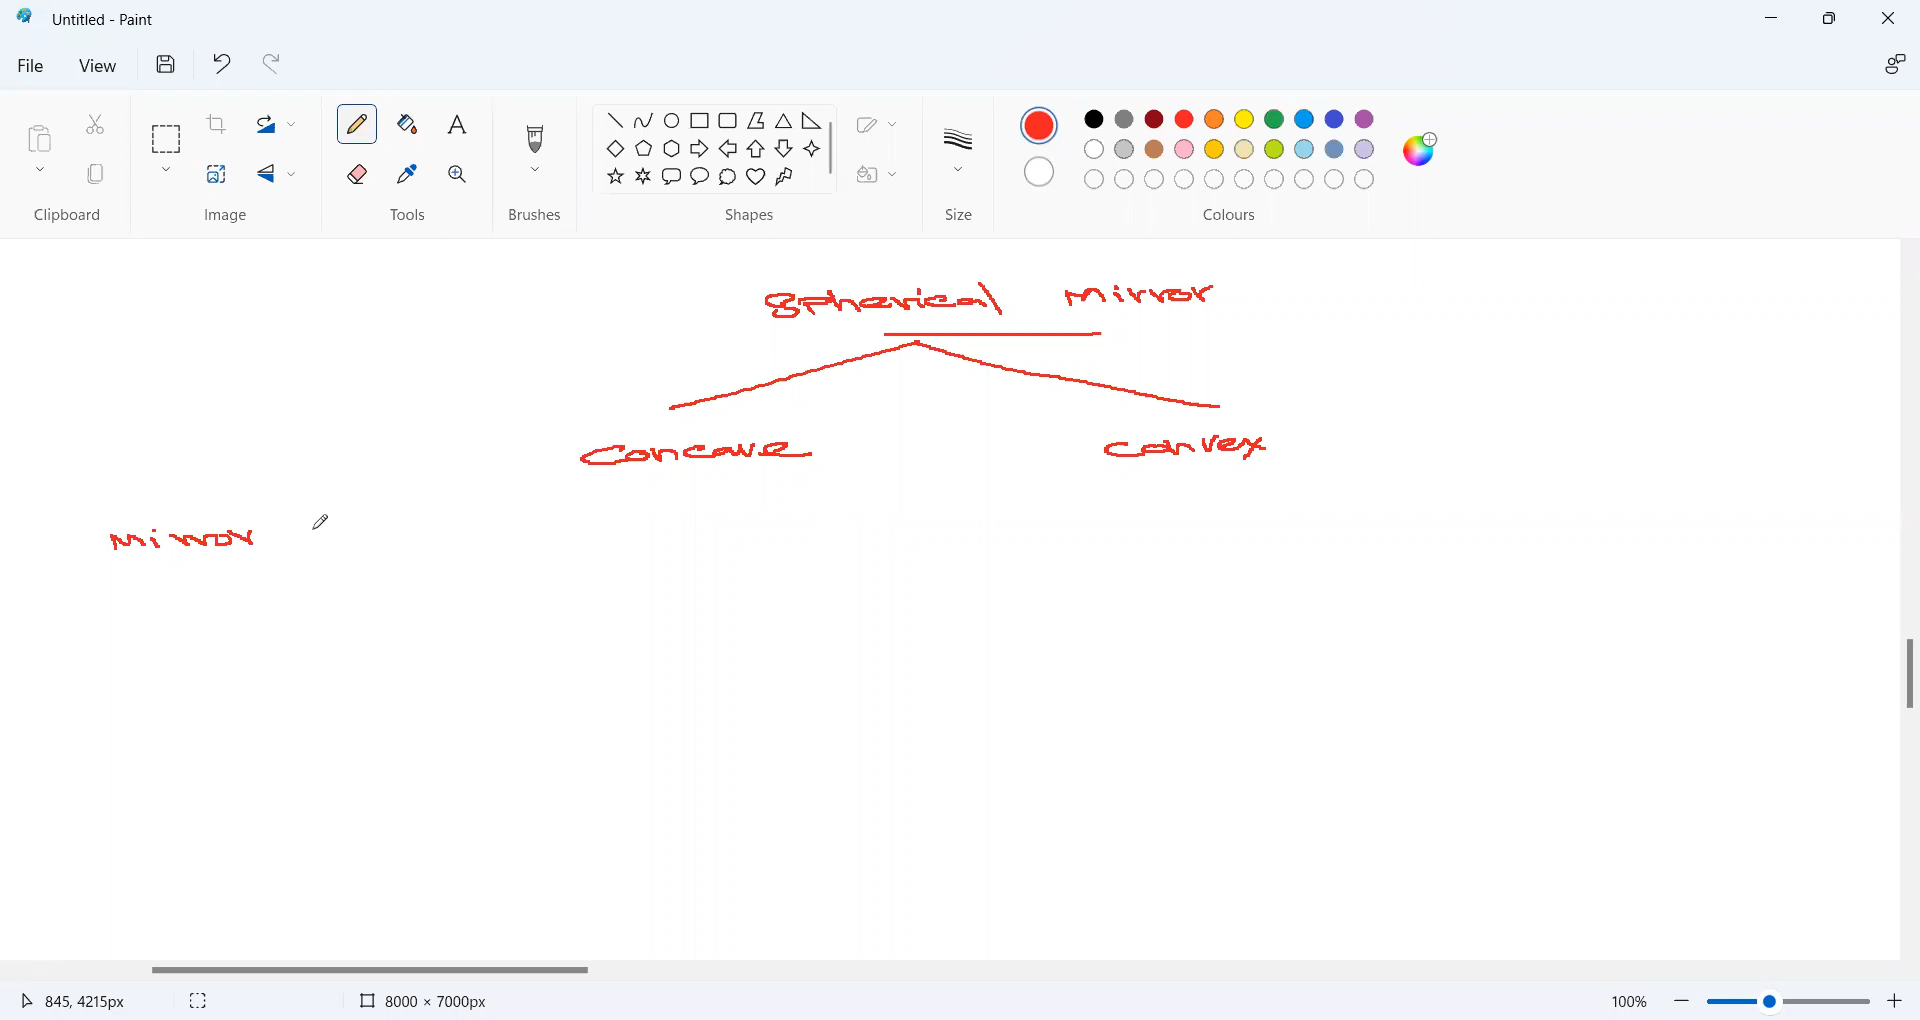 Untitled - Paint
File View
Clipboard Image Tools Brushes Shapes Size Colours
spherical mirror
concave convex
mirror
845, 4215px 8000 × 7000px 100%